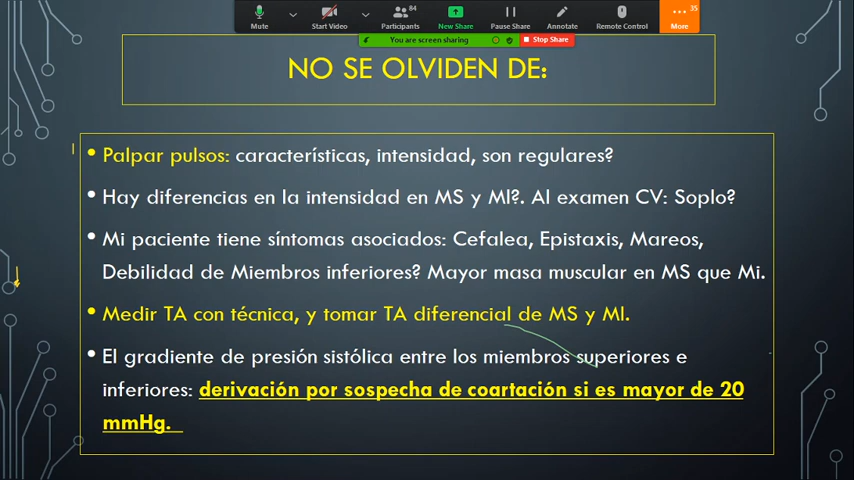 84
35
Mute
Start Video
Participants
New Share
Pause Share
Annotate
Remote Control
More
You are screen sharing
Stop Share
NO SE OLVIDEN DE:
• Palpar pulsos: características, intensidad, son regulares?
• Hay diferencias en la intensidad en MS y MI?. Al examen CV: Soplo?
• Mi paciente tiene síntomas asociados: Cefalea, Epistaxis, Mareos,
Debilidad de Miembros inferiores? Mayor masa muscular en MS que Mi.
• Medir TA con técnica, y tomar TA diferencial de MS y MI.
• El gradiente de presión sistólica entre los miembros superiores e
inferiores: derivación por sospecha de coartación si es mayor de 20
mmHg.